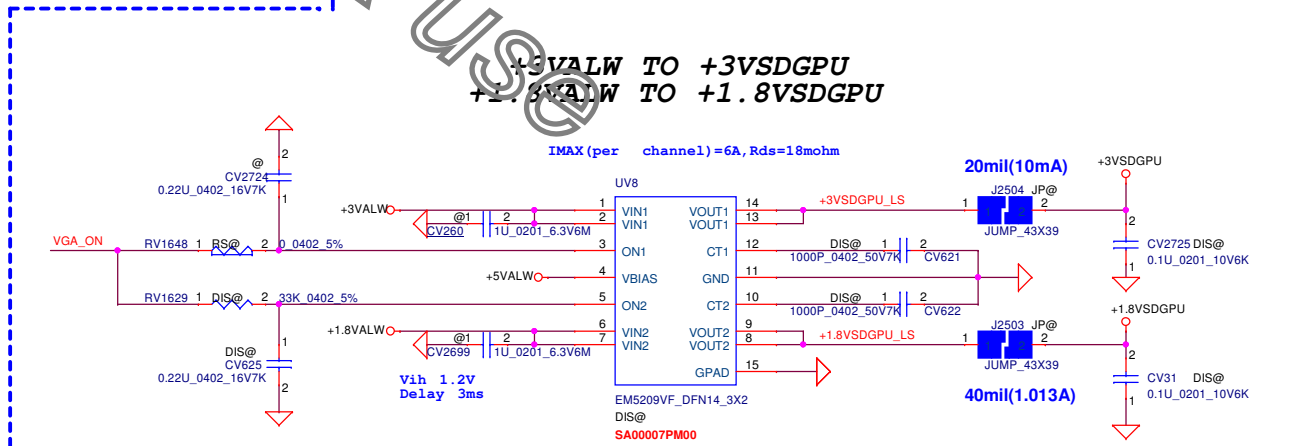 use
+3VALW TO +3VSDGPU
+1.8VALW TO +1.8VSDGPU
IMAX(per channel)=6A,Rds=18mohm
20mil(10mA)
+3VSDGPU
@
CV2724
0.22U_0402_16V7K
2
1
UV8
+3VALW
@1 2
CV260 1U_0201_6.3V6M
1 VIN1 VOUT1 14
2 VIN1 VOUT1 13
+3VSDGPU_LS
1 J2504 JP@ 2
1 2
JUMP_43X39
2
CV2725 DIS@
0.1U_0201_10V6K
1
VGA_ON
RV1648 1 RS@ 2 0_0402_5%
3 ON1 CT1 12
DIS@ 1 2
1000P_0402_50V7K CV621
+5VALW
4 VBIAS GND 11
RV1629 1 DIS@ 2 33K_0402_5%
5 ON2 CT2 10
DIS@ 1 2
1000P_0402_50V7K CV622
+1.8VALW
@1 2
CV2699 1U_0201_6.3V6M
6 VIN2 VOUT2 9
7 VIN2 VOUT2 8
+1.8VSDGPU_LS
1 J2503 JP@ 2
1 2
JUMP_43X39
+1.8VSDGPU
DIS@
CV625
0.22U_0402_16V7K
1
2
GPAD 15
2
CV31 DIS@
0.1U_0201_10V6K
1
Vih 1.2V
Delay 3ms
40mil(1.013A)
EM5209VF_DFN14_3X2
DIS@
SA00007PM00